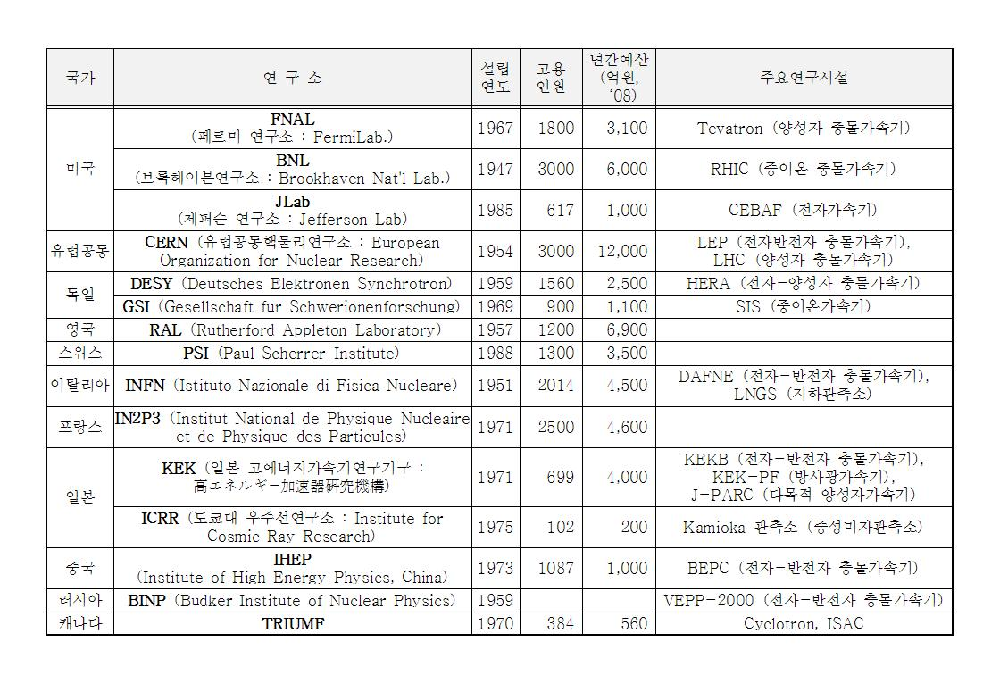 국가
연 구 소
설립
연도
고용
인원
년간예산
(억원,
‘08)
주요연구시설
미국
FNAL
(페르미 연구소 : FermiLab.)
1967
1800
3,100
Tevatron (양성자 충돌가속기)
BNL
(브룩헤이븐연구소 : Brookhaven Nat'l Lab.)
1947
3000
6,000
RHIC (중이온 충돌가속기)
JLab
(제퍼슨 연구소 : Jefferson Lab)
1985
617
1,000
CEBAF (전자가속기)
유럽공동
CERN (유럽공동핵물리연구소 : European
Organization for Nuclear Research)
1954
3000
12,000
LEP (전자반전자 충돌가속기),
LHC (양성자 충돌가속기)
독일
DESY (Deutsches Elektronen Synchrotron)
1959
1560
2,500
HERA (전자-양성자 충돌가속기)
GSI (Gesellschaft fur Schwerionenforschung)
1969
900
1,100
SIS (중이온가속기)
영국
RAL (Rutherford Appleton Laboratory)
1957
1200
6,900
스위스
PSI (Paul Scherrer Institute)
1988
1300
3,500
이탈리아
INFN (Istituto Nazionale di Fisica Nucleare)
1951
2014
4,500
DAFNE (전자-반전자 충돌가속기),
LNGS (지하관측소)
프랑스
IN2P3 (Institut National de Physique Nucleaire
et de Physique des Particules)
1971
2500
4,600
일본
KEK (일본 고에너지가속기연구기구 :
高エネルギ-加速器研究機構)
1971
699
4,000
KEKB (전자-반전자 충돌가속기),
KEK-PF (방사광가속기),
J-PARC (다목적 양성자가속기)
ICRR (도쿄대 우주선연구소 : Institute for
Cosmic Ray Research)
1975
102
200
Kamioka 관측소 (중성미자관측소)
중국
IHEP
(Institute of High Energy Physics, China)
1973
1087
1,000
BEPC (전자-반전자 충돌가속기)
러시아
BINP (Budker Institute of Nuclear Physics)
1959
VEPP-2000 (전자-반전자 충돌가속기)
캐나다
TRIUMF
1970
384
560
Cyclotron, ISAC